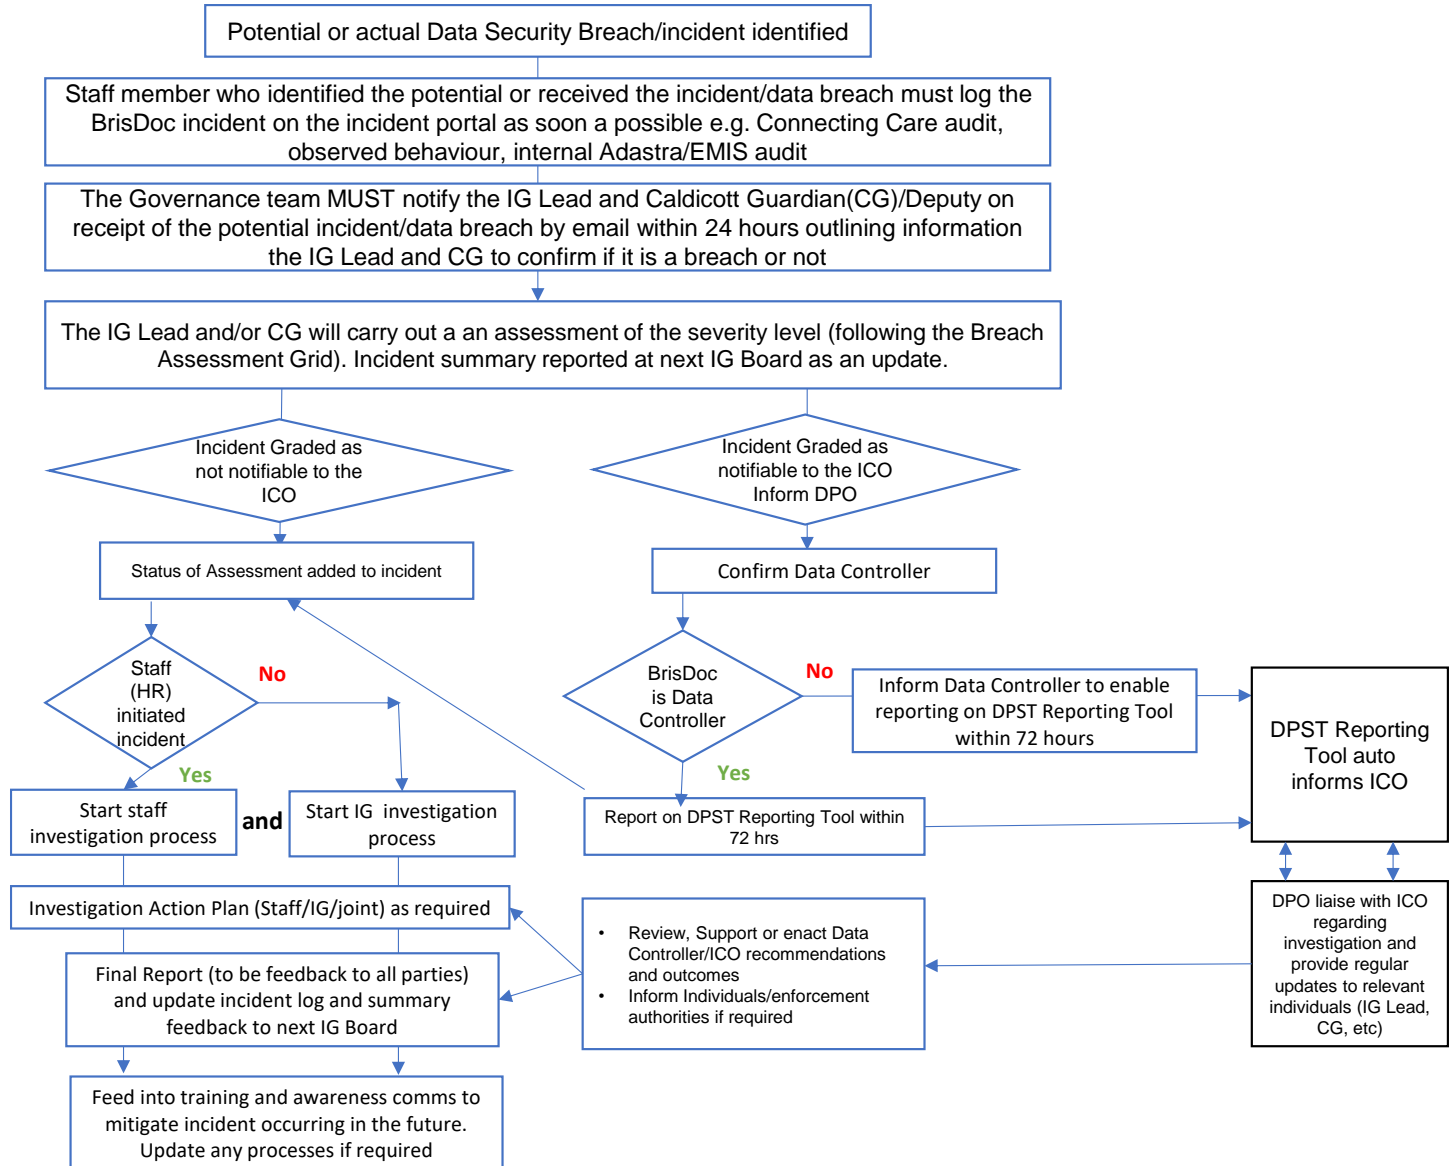 Potential or actual Data Security Breach/incident identified
Staff member who identified the potential or received the incident/data breach must log the
BrisDoc incident on the incident portal as soon a possible e.g. Connecting Care audit,
observed behaviour, internal Adastra/EMIS audit
The Governance team MUST notify the IG Lead and Caldicott Guardian(CG)/Deputy on
receipt of the potential incident/data breach by email within 24 hours outlining information
the IG Lead and CG to confirm if it is a breach or not
The IG Lead and/or CG will carry out a an assessment of the severity level (following the Breach
Assessment Grid). Incident summary reported at next IG Board as an update.
Incident Graded as
not notifiable to the
ICO
Incident Graded as
notifiable to the ICO
Inform DPO
Status of Assessment added to incident
Confirm Data Controller
Staff
(HR)
initiated
incident
No
Yes
BrisDoc
is Data
Controller
No
Yes
Inform Data Controller to enable
reporting on DPST Reporting Tool
within 72 hours
DPST Reporting
Tool auto
informs ICO
Start staff
investigation process
and
Start IG investigation
process
Report on DPST Reporting Tool within
72 hrs
Investigation Action Plan (Staff/IG/joint) as required
Final Report (to be feedback to all parties)
and update incident log and summary
feedback to next IG Board
• Review, Support or enact Data
Controller/ICO recommendations
and outcomes
• Inform Individuals/enforcement
authorities if required
DPO liaise with ICO
regarding
investigation and
provide regular
updates to relevant
individuals (IG Lead,
CG, etc)
Feed into training and awareness comms to
mitigate incident occurring in the future.
Update any processes if required